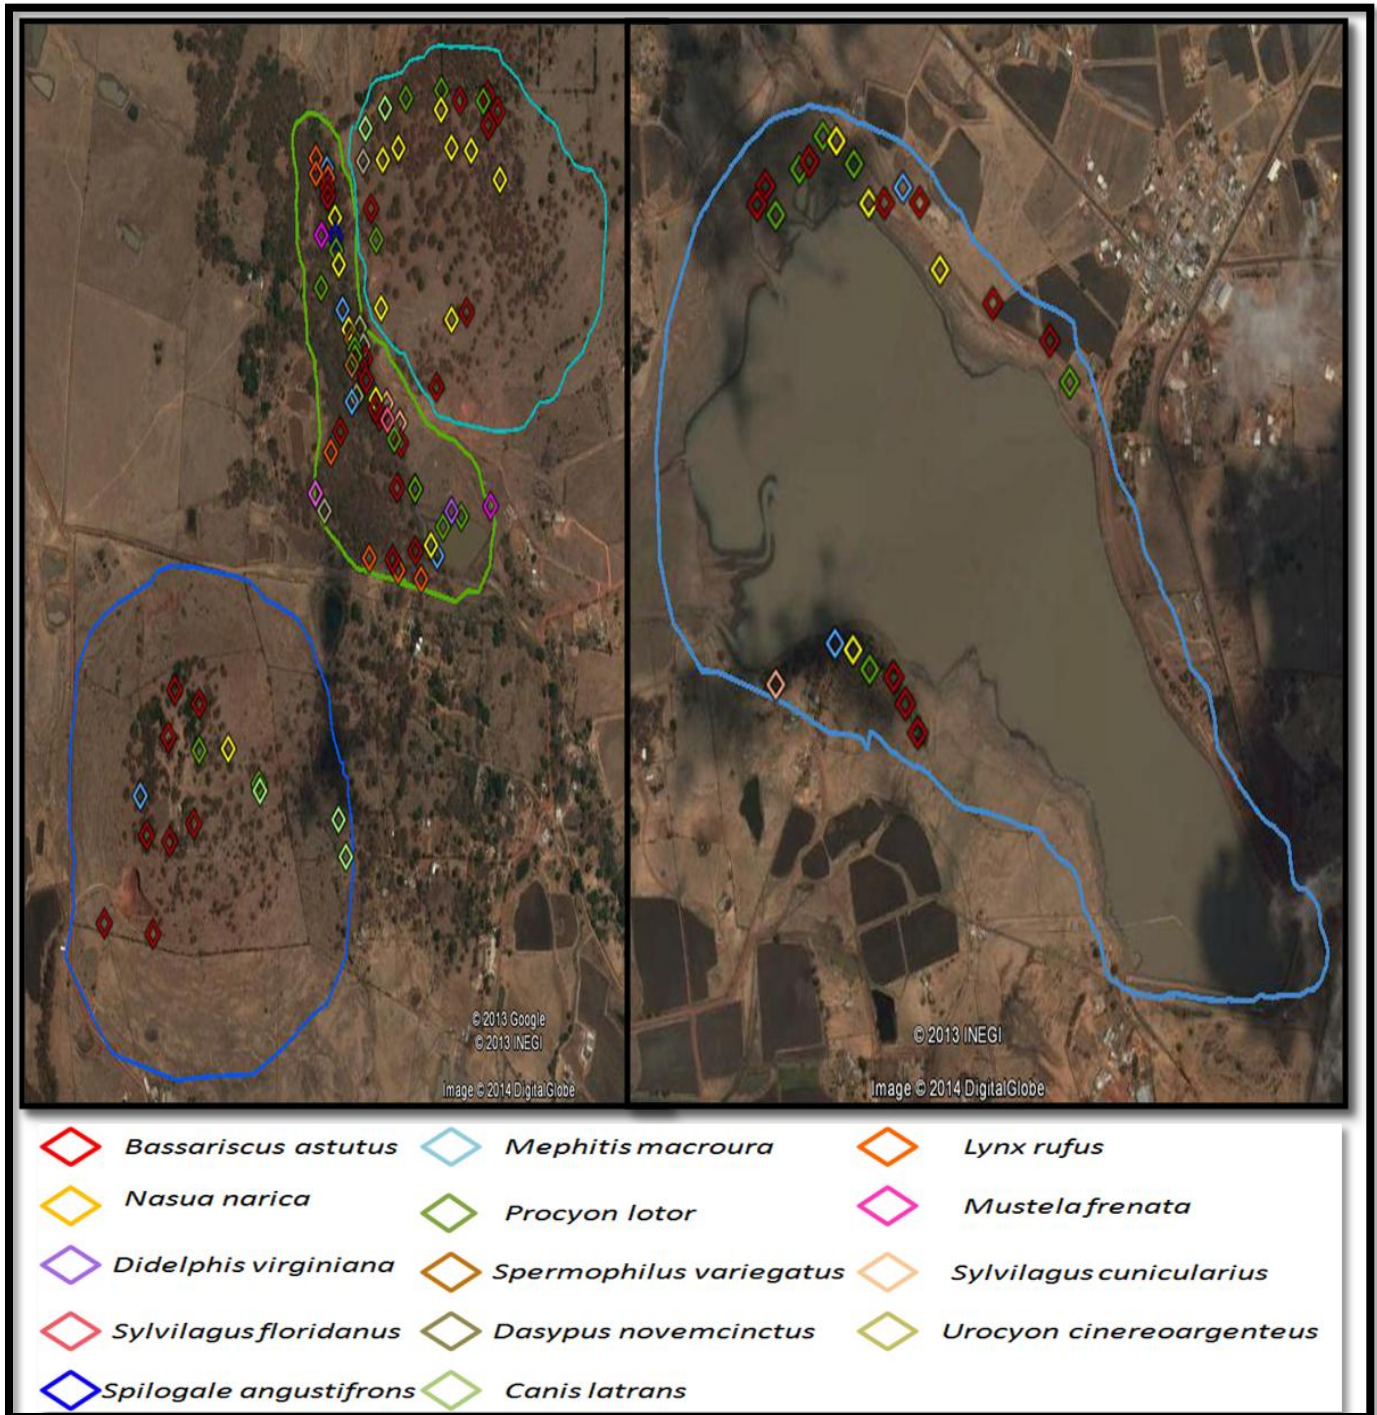 © 2013 Google
© 2013 INEGI
Image © 2014 DigitalGlobe
© 2013 INEGI
Image © 2014 DigitalGlobe
Bassariscus astutus
Mephitis macroura
Lynx rufus
Nasua narica
Procyon lotor
Mustela frenata
Didelphis virginiana
Spermophilus variegatus
Sylvilagus cunicularius
Sylvilagus floridanus
Dasypus novemcinctus
Urocyon cinereoargenteus
Spilogale angustifrons
Canis latrans